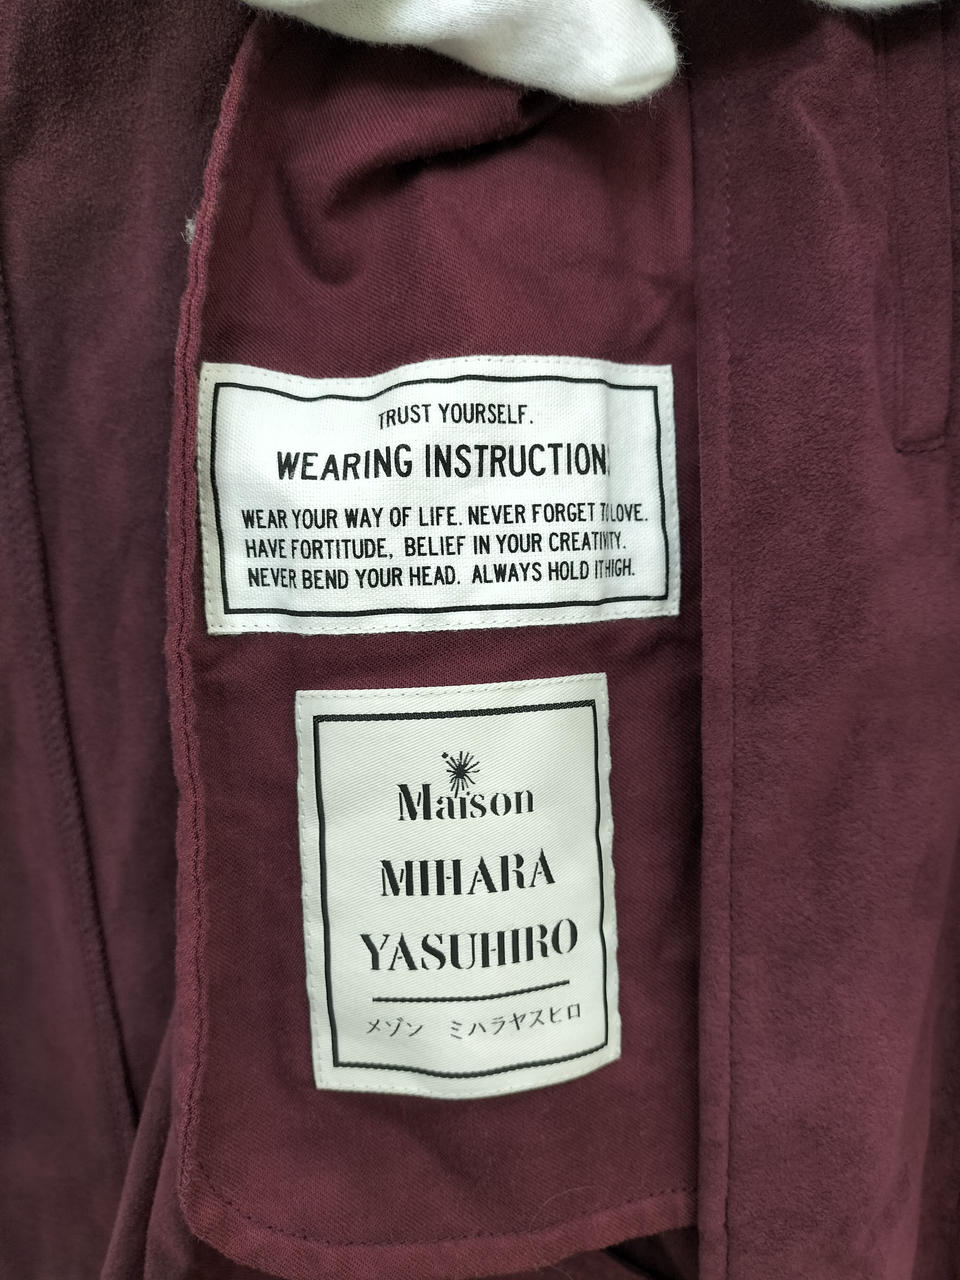 TRUST YOURSELF.
WEARING INSTRUCTION
WEAR YOUR WAY OF LIFE. NEVER FORGET TO LOVE.
HAVE FORTITUDE, BELIEF IN YOUR CREATIVITY.
NEVER BEND YOUR HEAD. ALWAYS HOLD IT HIGH.
Maison
MIHARA
YASUHIRO
メゾン ミハラヤスヒロ